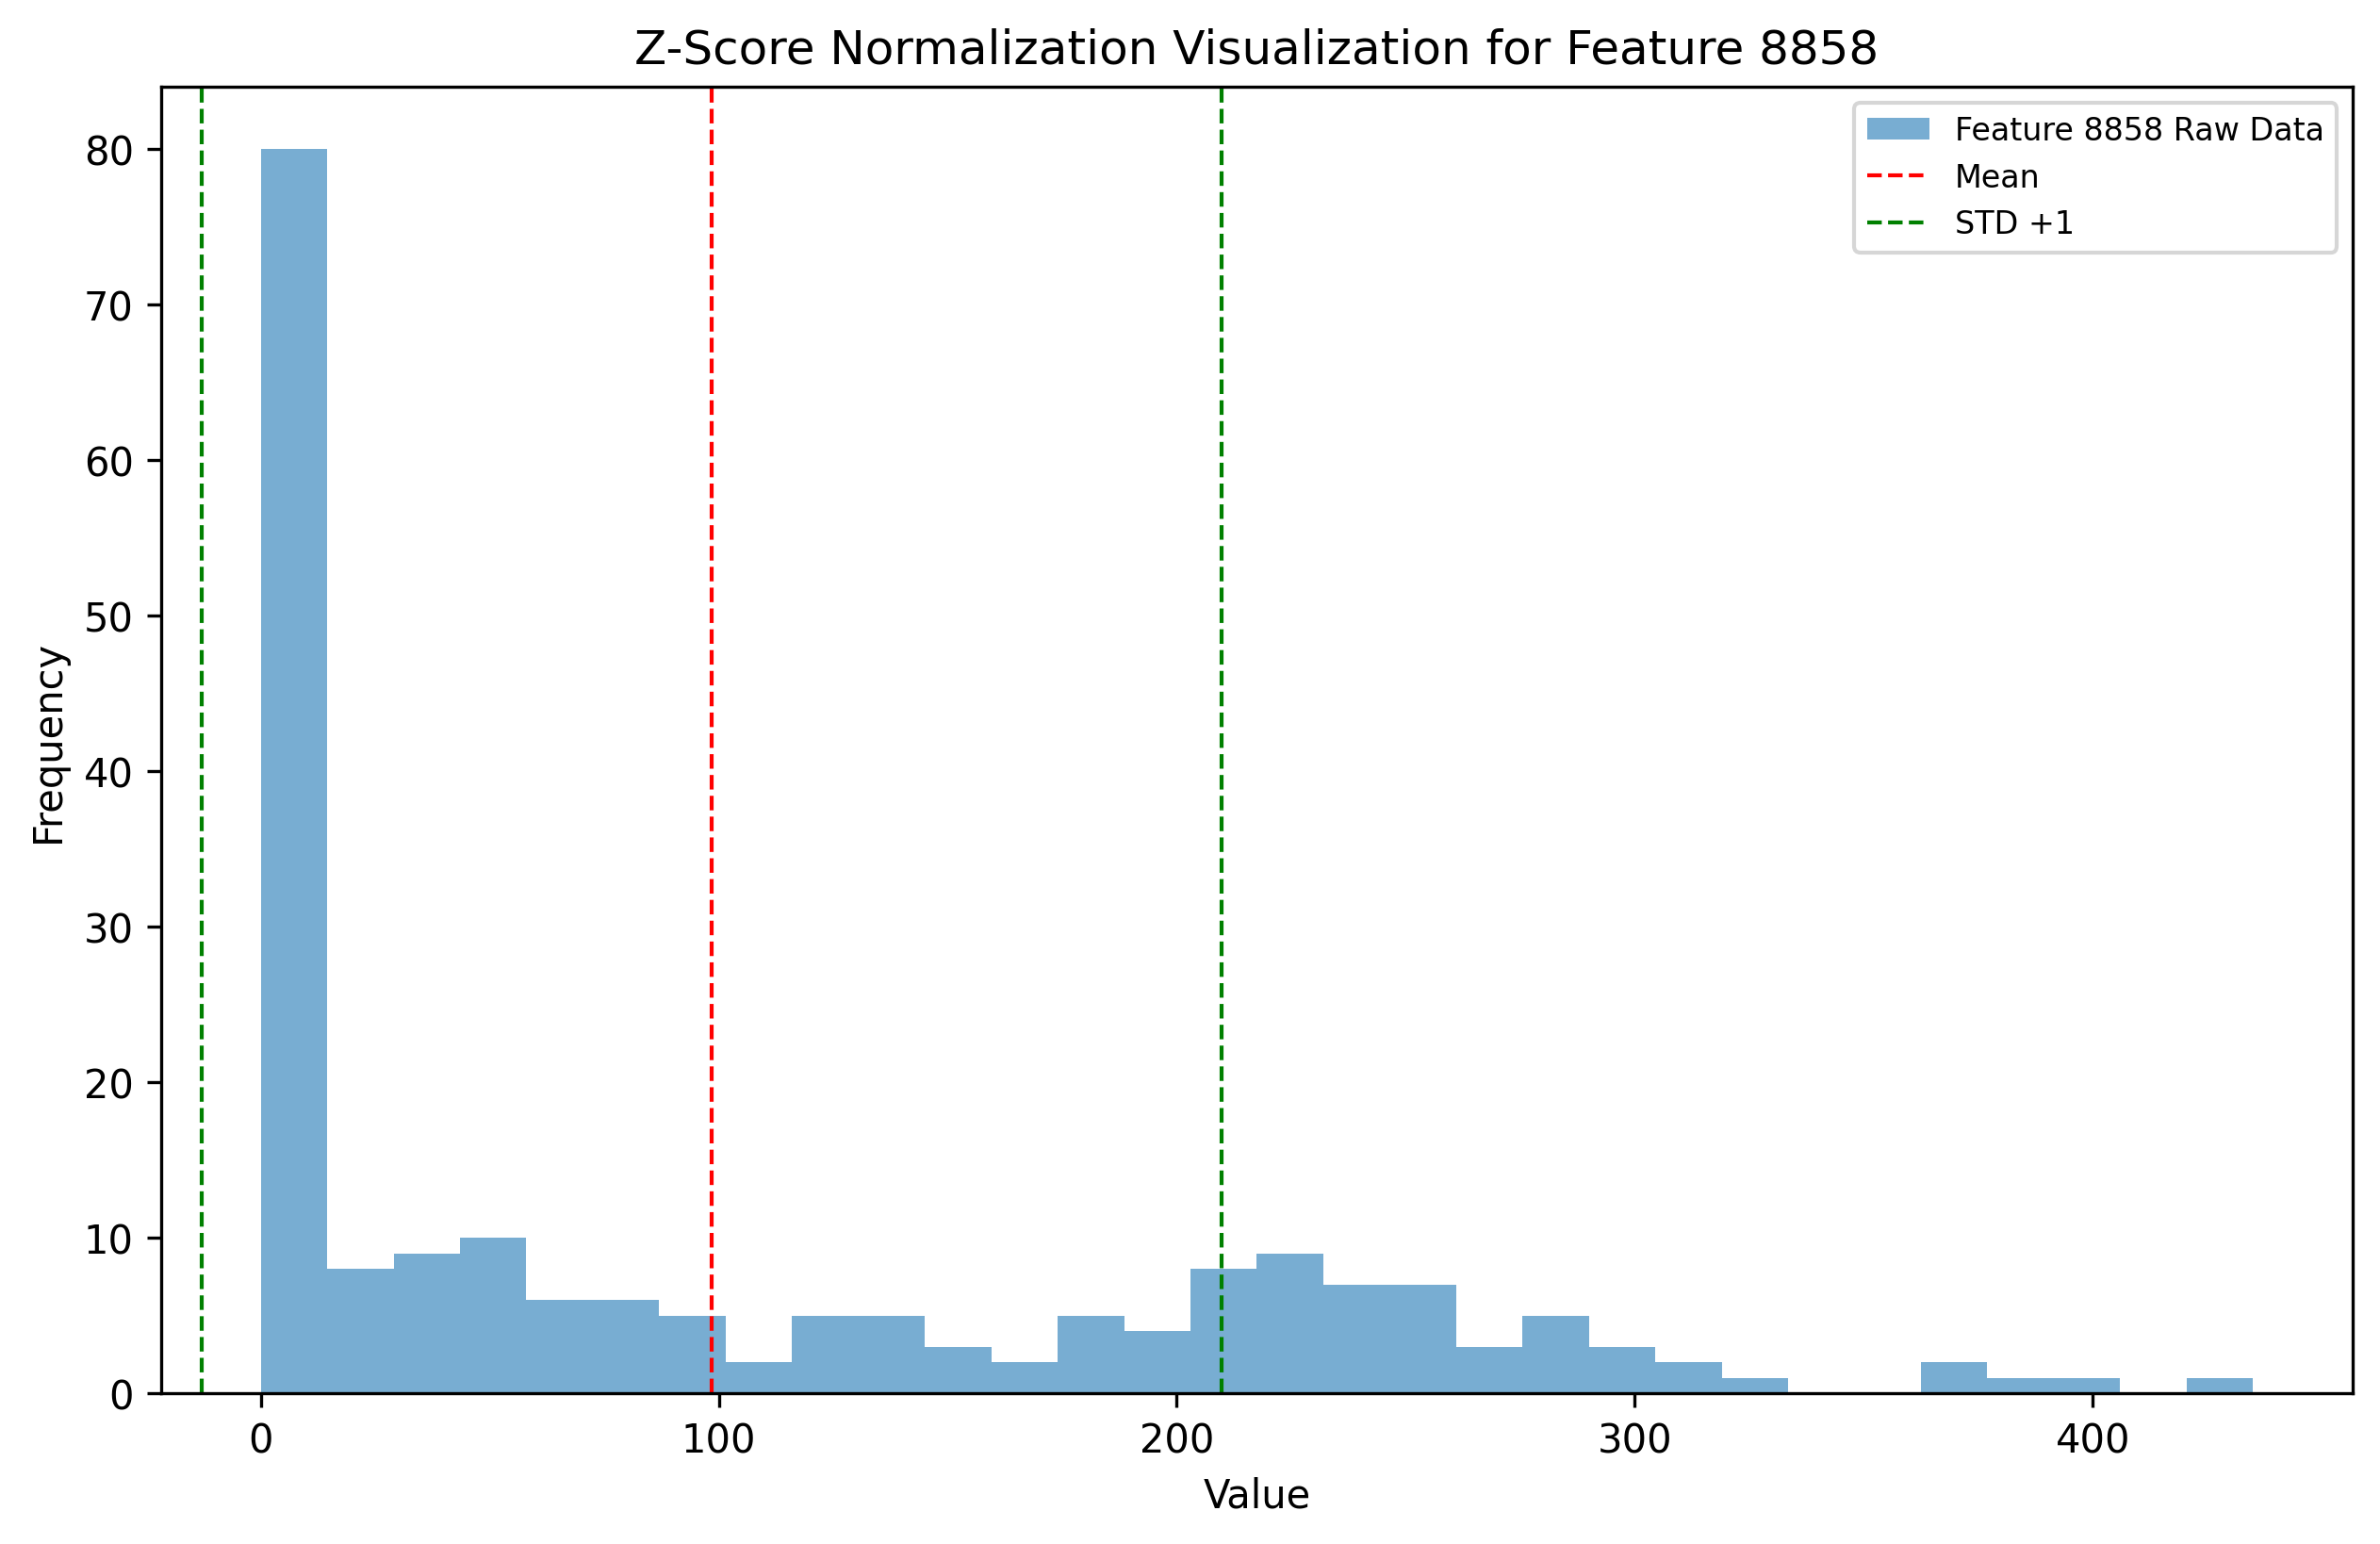 Z-Score Normalization Visualization for Feature 8858
Feature 8858 Raw Data
Mean
STD +1
80
70
60
50
40
30
20
10
0
Frequency
0 100 200 300 400
Value